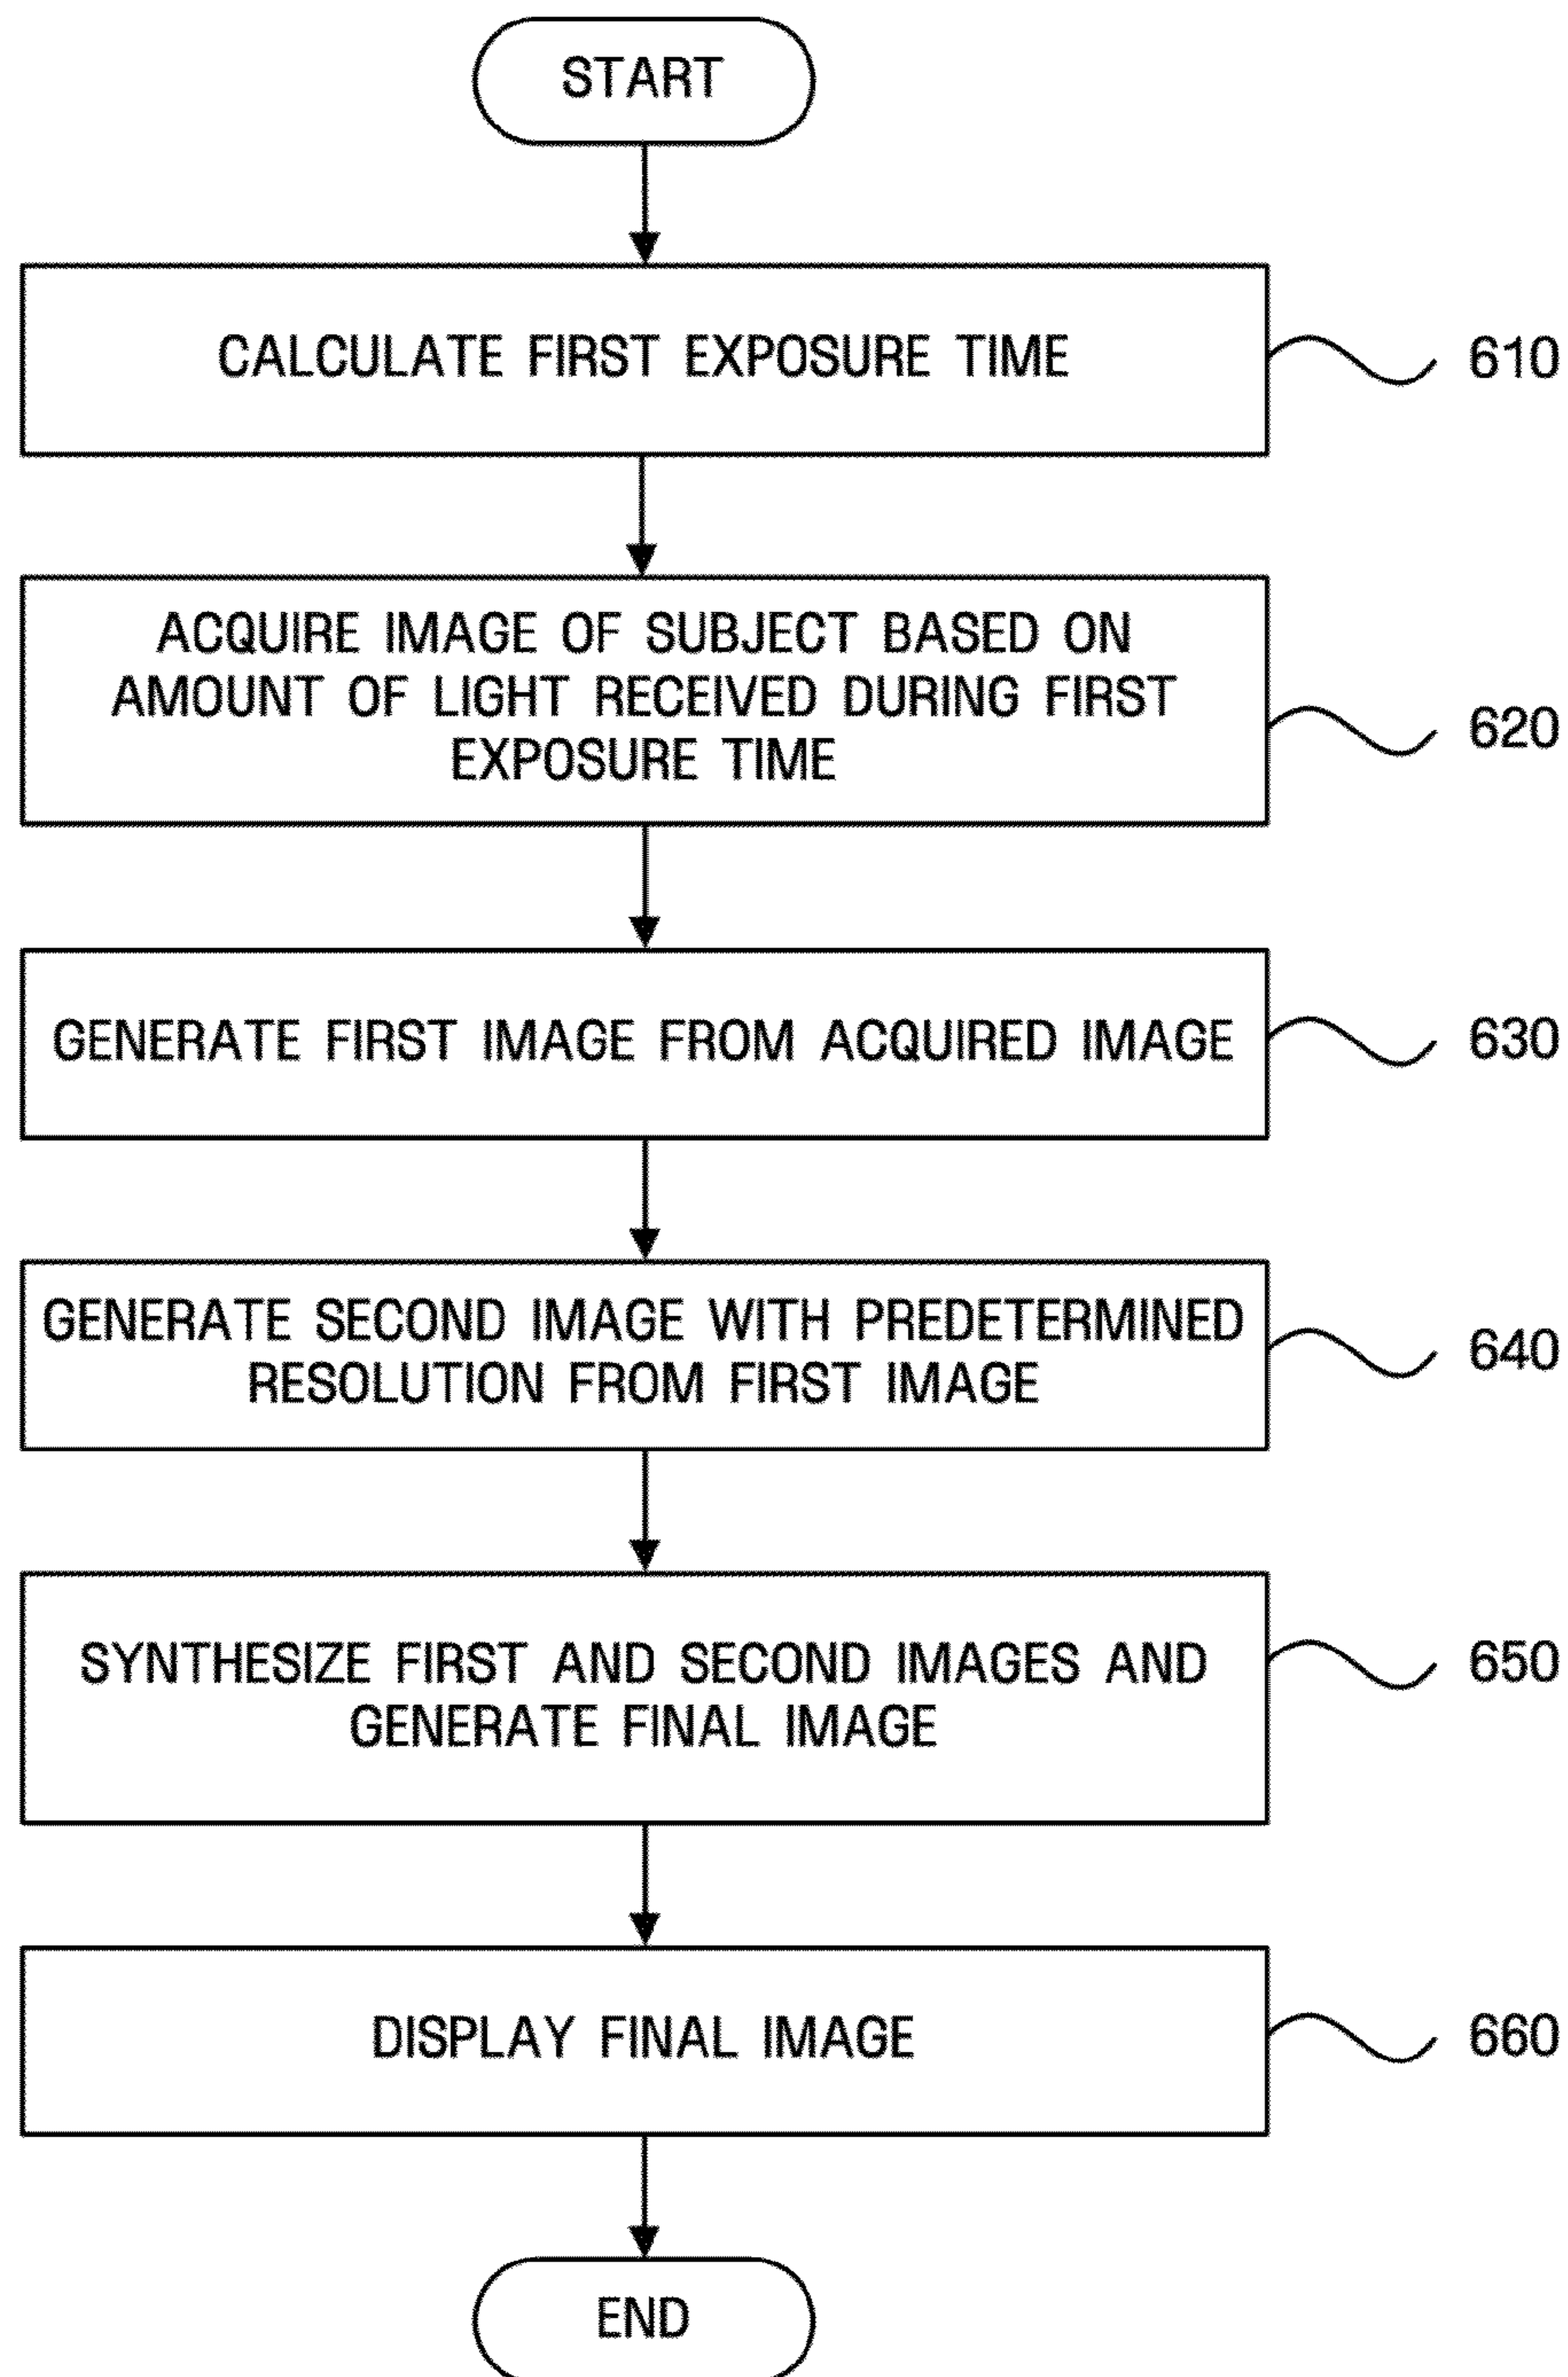 START
CALCULATE FIRST EXPOSURE TIME
610
ACQUIRE IMAGE OF SUBJECT BASED ON
AMOUNT OF LIGHT RECEIVED DURING FIRST
EXPOSURE TIME
620
GENERATE FIRST IMAGE FROM ACQUIRED IMAGE
630
GENERATE SECOND IMAGE WITH PREDETERMINED
RESOLUTION FROM FIRST IMAGE
640
SYNTHESIZE FIRST AND SECOND IMAGES AND
GENERATE FINAL IMAGE
650
DISPLAY FINAL IMAGE
660
END